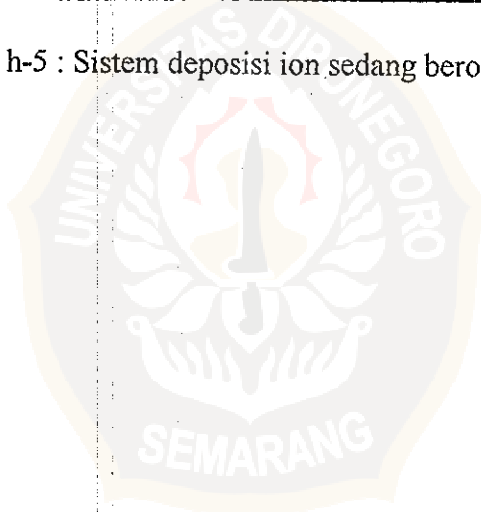 h-5 : Sistem deposisi ion sedang bero
UNIVERSITAS DIPONEGORO
SEMARANG